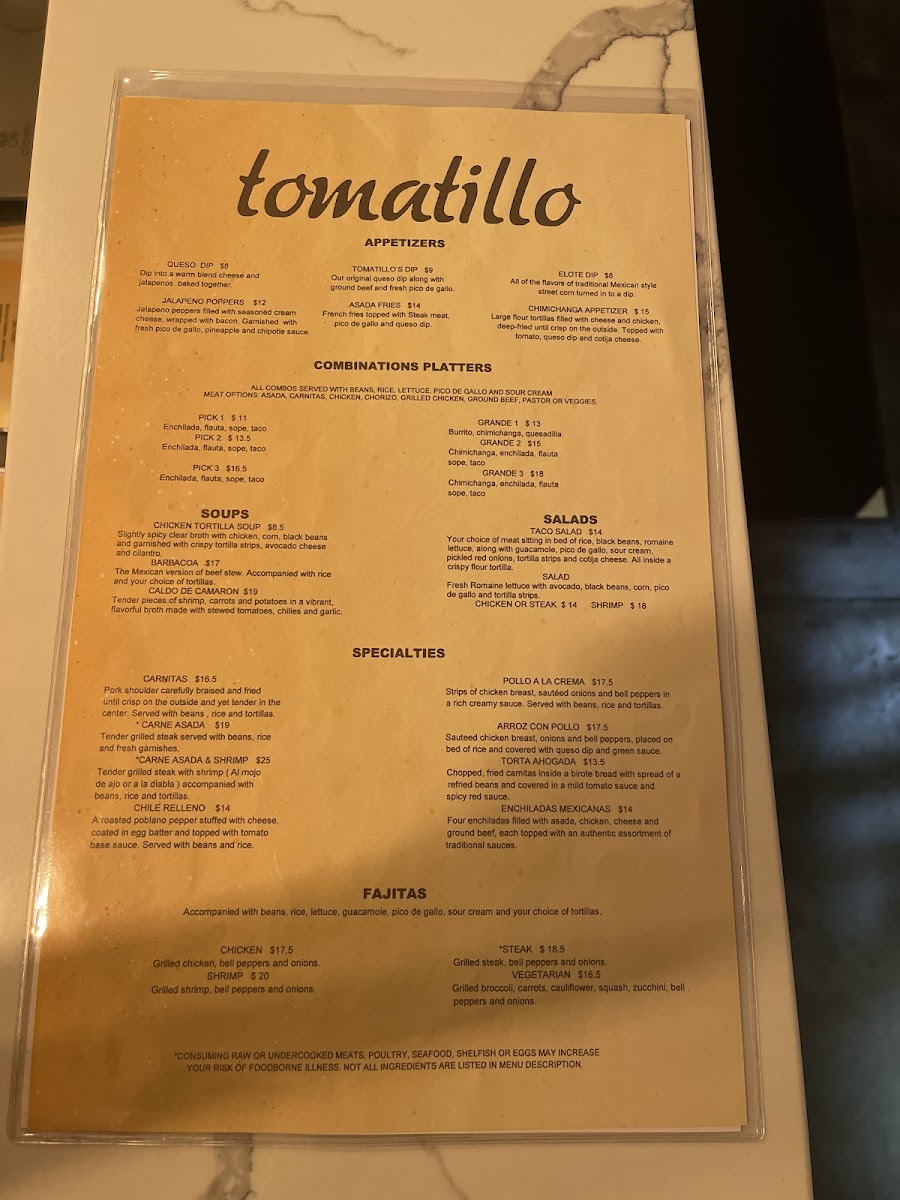 tomatillo
APPETIZERS
QUESO DIP $8
Dip into a warm blend cheese and
jalapenos baked together.
TOMATILLO'S DIP $9
Our original queso dip along with
ground beef and fresh pico de gallo.
ELOTE DIP $8
All of the flavors of traditional Mexican style
street corn turned in to a dip.
JALAPENO POPPERS $12
Jalapeno peppers filled with seasoned cream
cheese, wrapped with bacon. Garnished with
fresh pico de gallo, pineapple and chipotle sauce.
ASADA FRIES $14
French fries topped with Steak meat,
pico de gallo and queso dip.
CHIMICHANGA APPETIZER $ 15
Large flour tortillas filled with cheese and chicken,
deep-fried until crisp on the outside. Topped with
tomato, queso dip and cotija cheese.
COMBINATIONS PLATTERS
ALL COMBOS SERVED WITH BEANS, RICE, LETTUCE, PICO DE GALLO AND SOUR CREAM
MEAT OPTIONS: ASADA, CARNITAS, CHICKEN, CHORIZO, GRILLED CHICKEN, GROUND BEEF, PASTOR OR VEGGIES.
PICK 1 $ 11
Enchilada, flauta, sope, taco
PICK 2 $ 13.5
Enchilada, flauta, sope, taco
PICK 3 $16.5
Enchilada, flauta, sope, taco
GRANDE 1 $ 13
Burrito, chimichanga, quesadilla.
GRANDE 2 $15
Chimichanga, enchilada, flauta
sope, taco
GRANDE 3 $18
Chimichanga, enchilada, flauta
sope, taco
SOUPS
CHICKEN TORTILLA SOUP $8.5
Slightly spicy clear broth with chicken, corn, black beans
and garnished with crispy tortilla strips, avocado cheese
and cilantro.
BARBACOA $17
The Mexican version of beef stew. Accompanied with rice
and your choice of tortillas.
CALDO DE CAMARON $19
Tender pieces of shrimp, carrots and potatoes in a vibrant,
flavorful broth made with stewed tomatoes, chilies and garlic.
SALADS
TACO SALAD $14
Your choice of meat sitting in bed of rice, black beans, romaine
lettuce, along with guacamole, pico de gallo, sour cream,
pickled red onions, tortilla strips and cotija cheese. All inside a
crispy flour tortilla.
SALAD
Fresh Romaine lettuce with avocado, black beans, corn, pico
de gallo and tortilla strips.
CHICKEN OR STEAK $ 14 SHRIMP $ 18
SPECIALTIES
CARNITAS $16.5
Pork shoulder carefully braised and fried
until crisp on the outside and yet tender in the
center. Served with beans , rice and tortillas.
* CARNE ASADA $19
Tender grilled steak served with beans, rice
and fresh garnishes.
*CARNE ASADA & SHRIMP $25
Tender grilled steak with shrimp ( Al mojo
de ajo or a la diabla ) accompanied with
beans, rice and tortillas.
CHILE RELLENO $14
A roasted poblano pepper stuffed with cheese,
coated in egg batter and topped with tomato
base sauce. Served with beans and rice.
POLLO A LA CREMA $17.5
Strips of chicken breast, sautéed onions and bell peppers in
a rich creamy sauce. Served with beans, rice and tortillas.
ARROZ CON POLLO $17.5
Sauteed chicken breast, onions and bell peppers, placed on
bed of rice and covered with queso dip and green sauce.
TORTA AHOGADA $13.5
Chopped, fried carnitas inside a birote bread with spread of a
refried beans and covered in a mild tomato sauce and
spicy red sauce.
ENCHILADAS MEXICANAS $14
Four enchiladas filled with asada, chicken, cheese and
ground beef, each topped with an authentic assortment of
traditional sauces.
FAJITAS
Accompanied with beans, rice, lettuce, guacamole, pico de gallo, sour cream and your choice of tortillas.
CHICKEN $17.5
Grilled chicken, bell peppers and onions.
SHRIMP $ 20
Grilled shrimp, bell peppers and onions.
*STEAK $ 18.5
Grilled steak, bell peppers and onions.
VEGETARIAN $16.5
Grilled broccoli, carrots, cauliflower, squash, zucchini, bell .
peppers and onions.
*CONSUMING RAW OR UNDERCOOKED MEATS, POULTRY, SEAFOOD, SHELFISH OR EGGS MAY INCREASE
YOUR RISK OF FOODBORNE ILLNESS. NOT ALL INGREDIENTS ARE LISTED IN MENU DESCRIPTION.